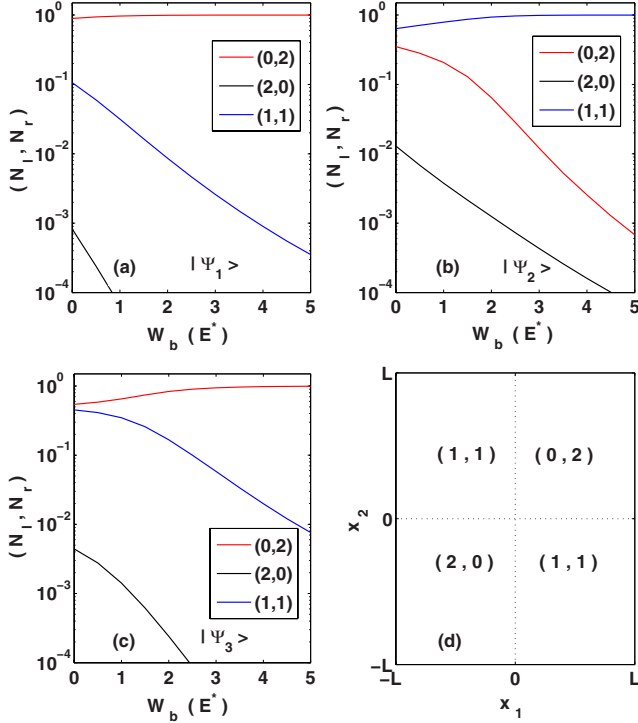 10^0
10^-1
10^-2
10^-3
10^-4
( N_l , N_r )
(0,2)
(2,0)
(1,1)
(a)
| Ψ_1 >
0 1 2 3 4 5
W_b ( E^* )
10^0
10^-1
10^-2
10^-3
10^-4
( N_l , N_r )
(0,2)
(2,0)
(1,1)
(b)
| Ψ_2 >
0 1 2 3 4 5
W_b ( E^* )
10^0
10^-1
10^-2
10^-3
10^-4
( N_l , N_r )
(0,2)
(2,0)
(1,1)
(c)
| Ψ_3 >
0 1 2 3 4 5
W_b ( E^* )
L
0
-L
x_2
( 1 , 1 ) ( 0 , 2 )
( 2 , 0 ) ( 1 , 1 )
(d)
-L 0 L
x_1